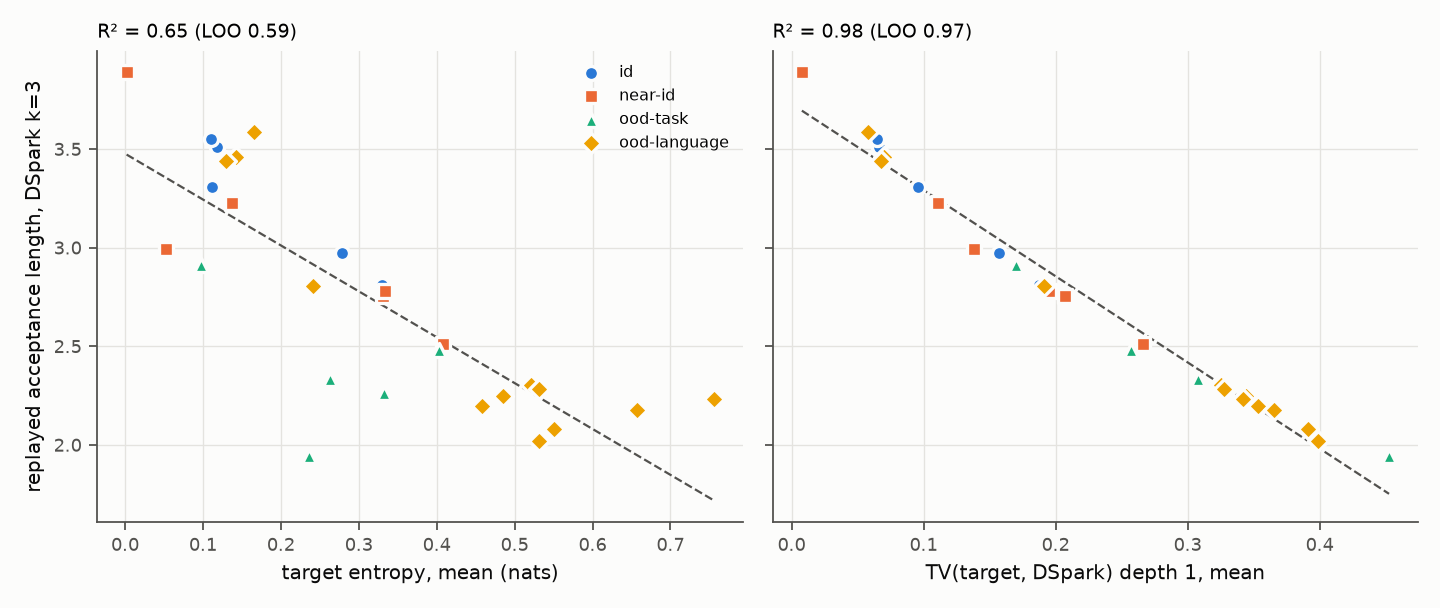 R² = 0.65 (LOO 0.59)
R² = 0.98 (LOO 0.97)
id
near-id
ood-task
ood-language
replayed acceptance length, DSpark k=3
3.5
3.0
2.5
2.0
0.0 0.1 0.2 0.3 0.4 0.5 0.6 0.7
target entropy, mean (nats)
0.0 0.1 0.2 0.3 0.4
TV(target, DSpark) depth 1, mean